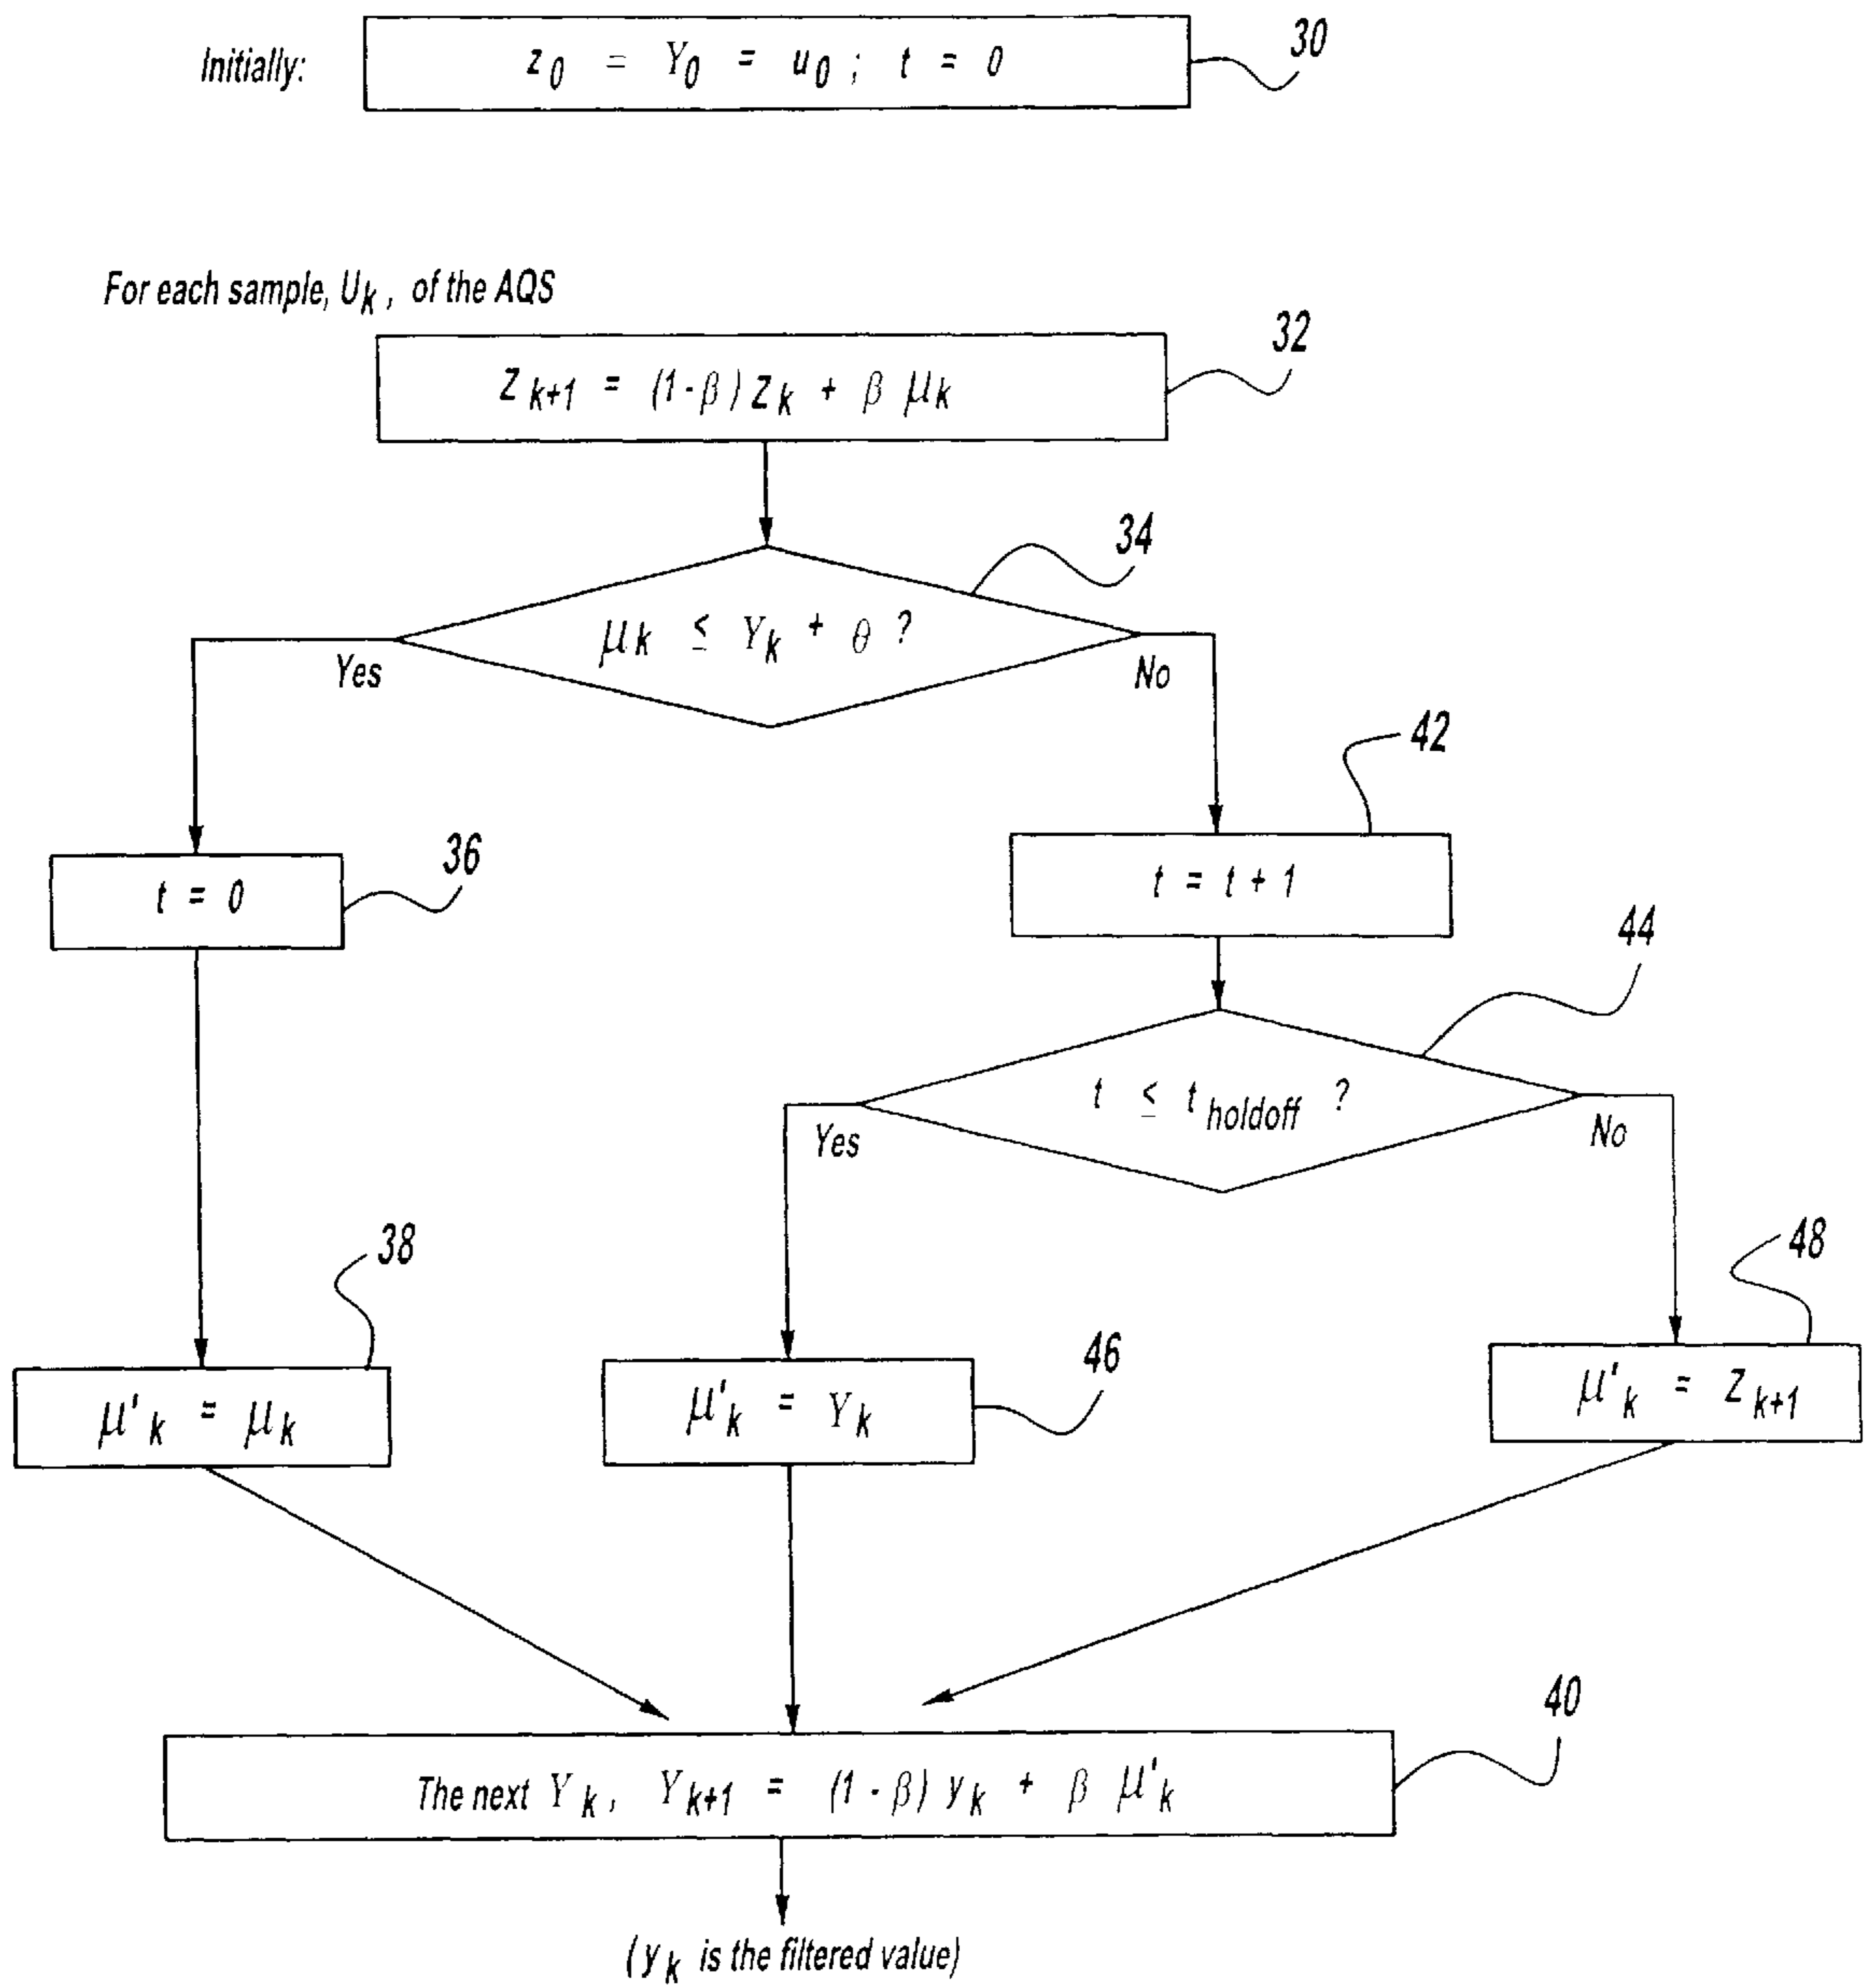 Initially:
z₀ = Y₀ = u₀ ; t = 0
30
For each sample, Uₖ, of the AQS
32
zₖ₊₁ = (1 - β) zₖ + β μₖ
34
μₖ ≤ Yₖ + θ ?
Yes
No
42
t = t + 1
36
t = 0
44
t ≤ t holdoff ?
Yes
No
38
μ'ₖ = μₖ
46
μ'ₖ = Yₖ
48
μ'ₖ = zₖ₊₁
40
The next Yₖ, Yₖ₊₁ = (1 - β) yₖ + β μ'ₖ
(yₖ is the filtered value)